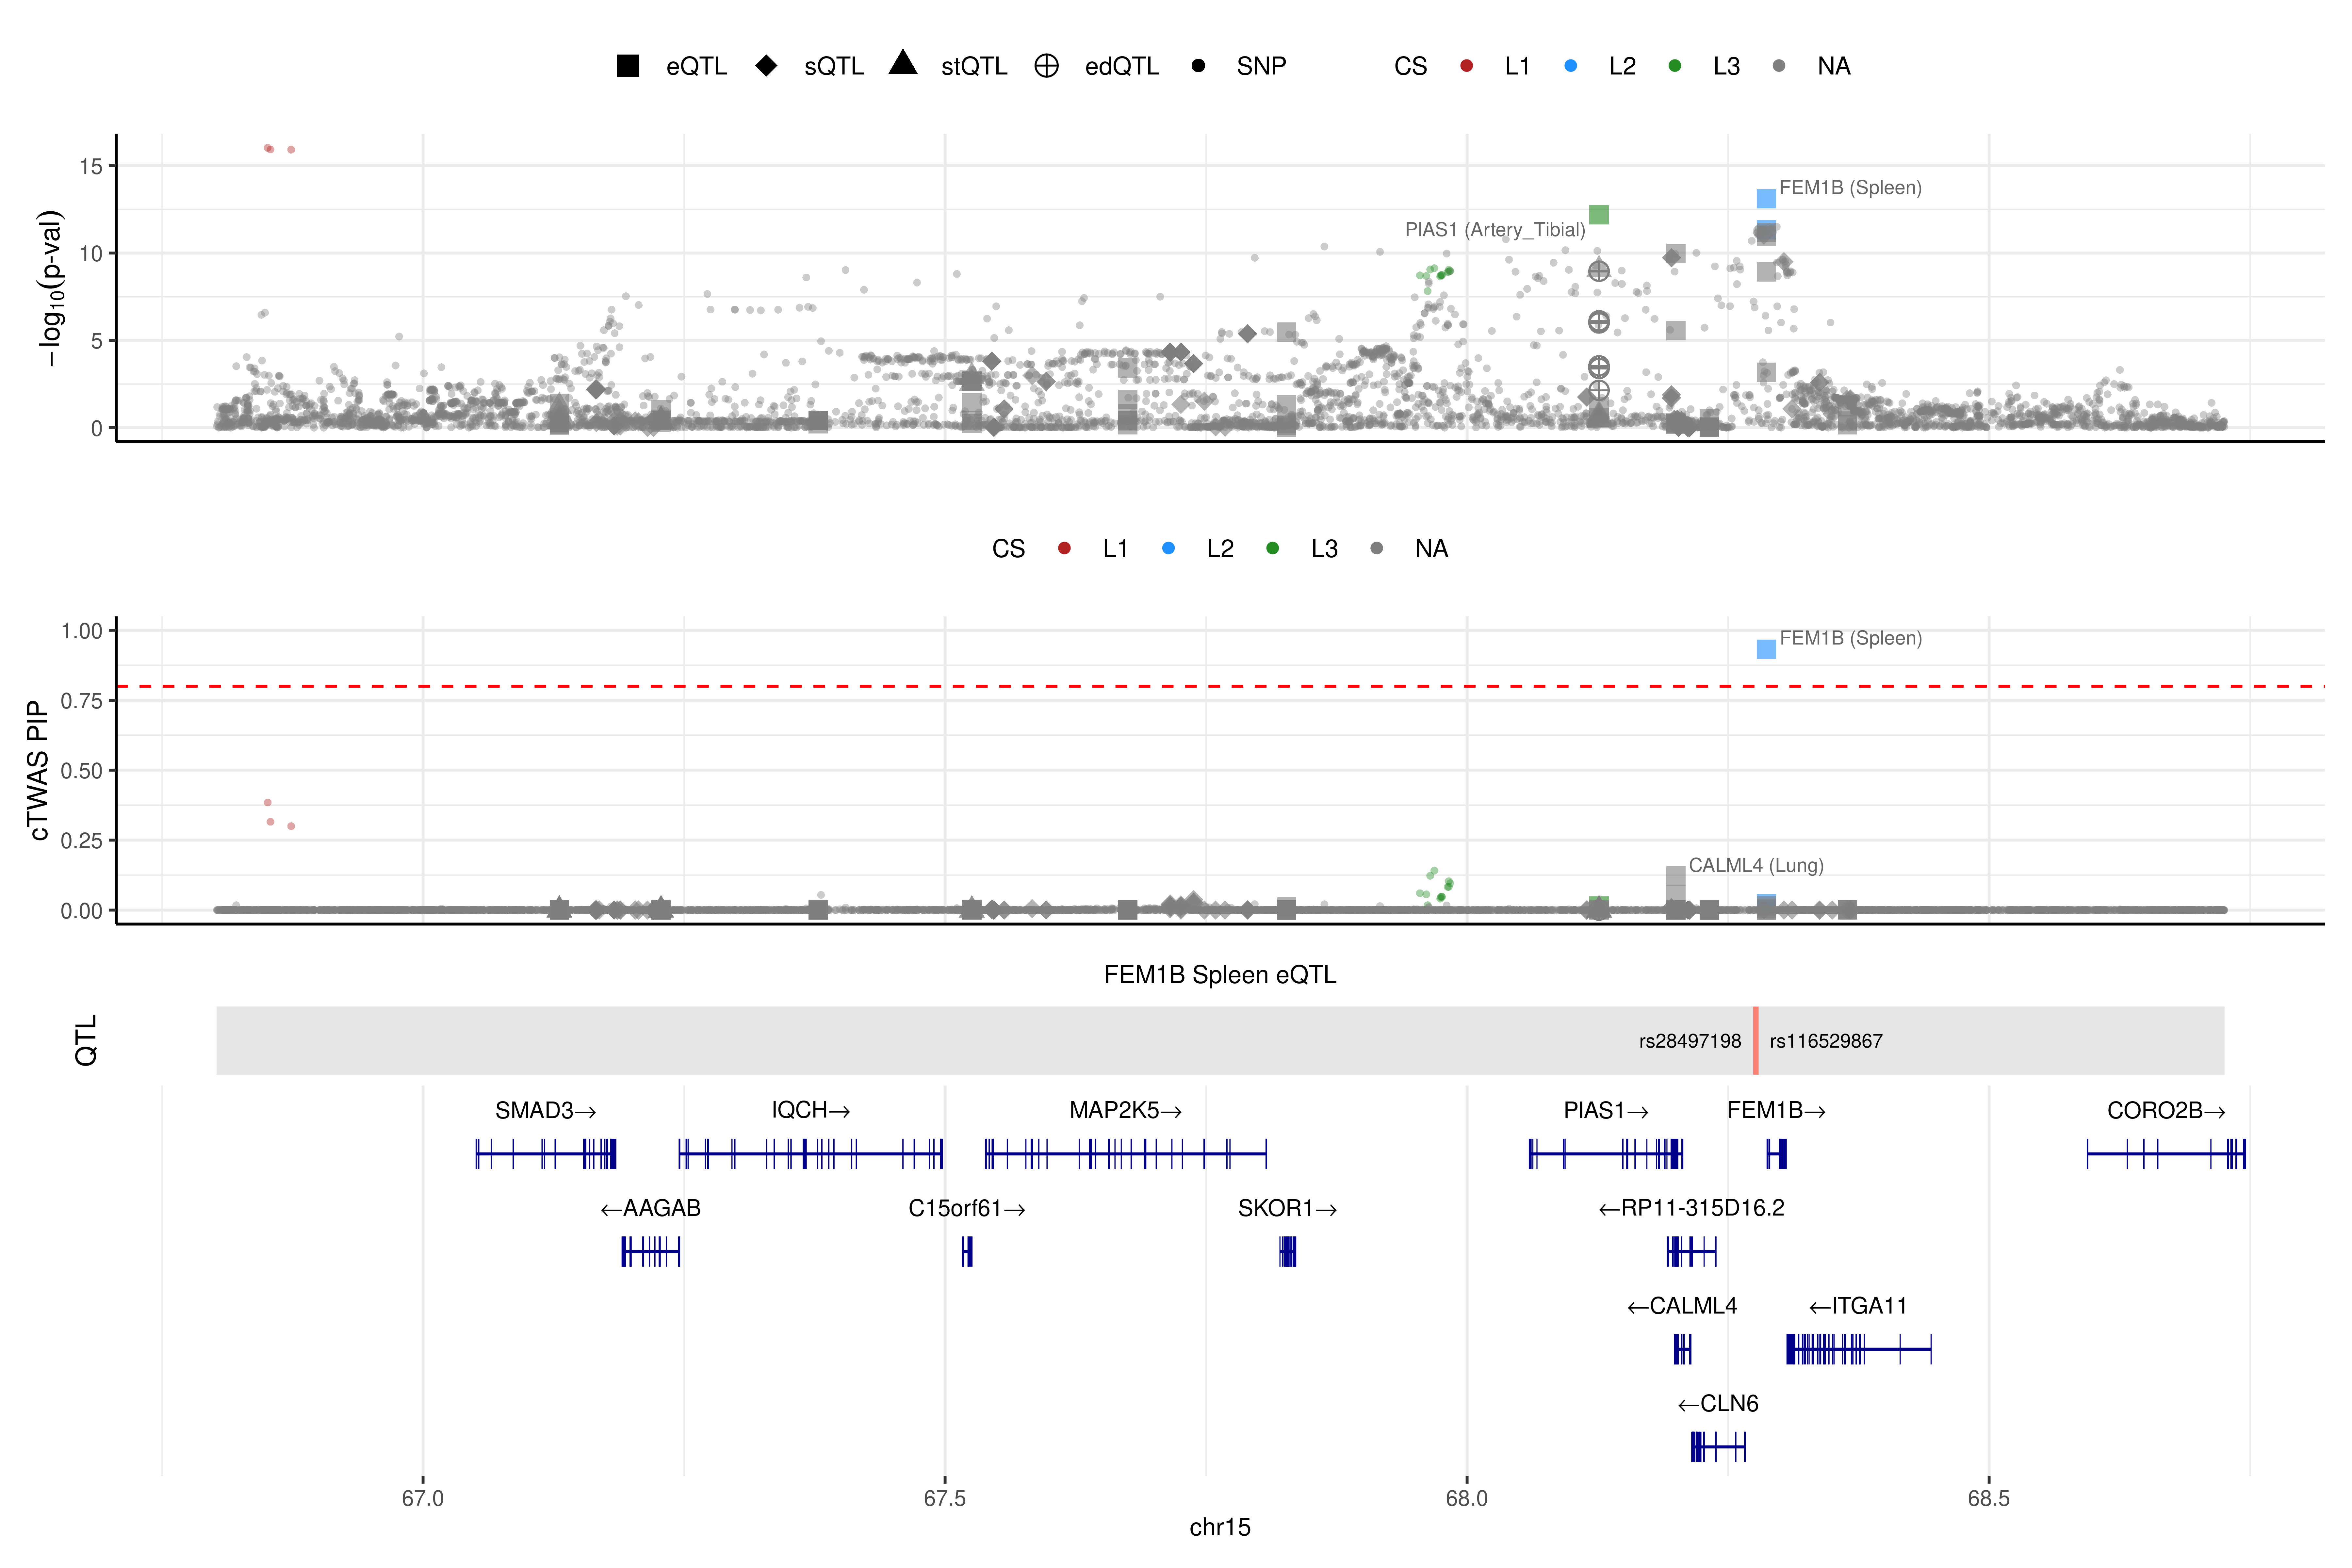 eQTL sQTL stQTL edQTL SNP CS L1 L2 L3 NA
−log10(p-val)
15
10
5
0
FEM1B (Spleen)
PIAS1 (Artery_Tibial)
CS L1 L2 L3 NA
cTWAS PIP
1.00
0.75
0.50
0.25
0.00
FEM1B (Spleen)
CALML4 (Lung)
FEM1B Spleen eQTL
QTL
rs28497198 rs116529867
SMAD3→ IQCH→ MAP2K5→ PIAS1→ FEM1B→ CORO2B→
←AAGAB C15orf61→ SKOR1→ ←RP11-315D16.2
←CALML4 ←ITGA11
←CLN6
67.0 67.5 68.0 68.5
chr15